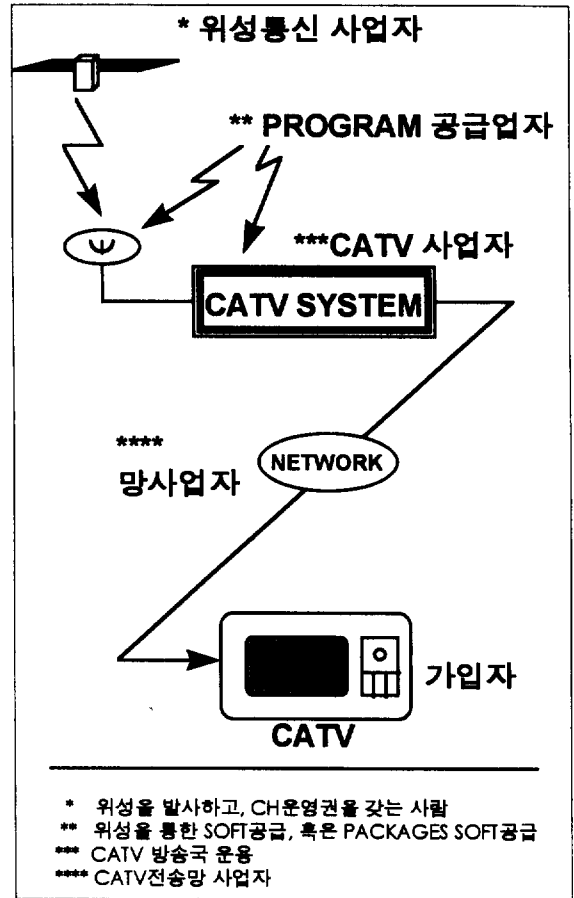 * 위성통신 사업자
** PROGRAM 공급업자
***CATV 사업자
CATV SYSTEM
****
망사업자
NETWORK
가입자
CATV
* 위성을 발사하고, CH운영권을 갖는 사람
** 위성을 통한 SOFT공급, 혹은 PACKAGES SOFT공급
*** CATV 방송국 운용
**** CATV전송망 사업자